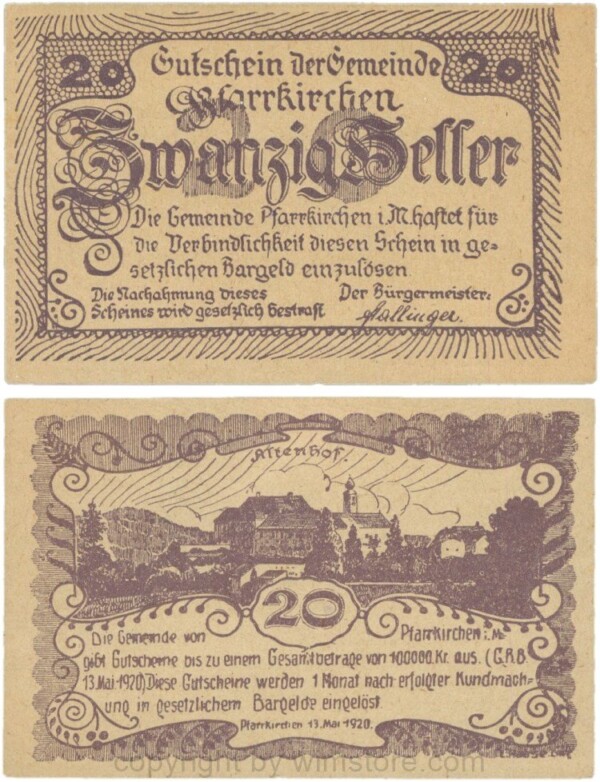 20 Gutschein der Gemeinde 20
Pfarrkirchen
Zwanzig Heller
Die Gemeinde Pfarrkirchen i.M. haftet für
die Verbindlichkeit diesen Schein in ge=
setzlichen Bargeld einzulösen.
Die Nachahmung dieses
Scheines wird gesetzlich bestraft
Der Bürgermeister:
Altenhof.
20
Die Gemeinde von Pfarrkirchen i. M.
gibt Gutscheine bis zu einem Gesamtbetrage von 100000 Kr. aus. (G.R.B.
13. Mai 1920) Diese Gutscheine werden 1 Monat nach erfolgter Kundmach=
ung in gesetzlichem Bargelde eingelöst.
Pfarrkirchen 13. Mai 1920.
copyright by wimstore.com